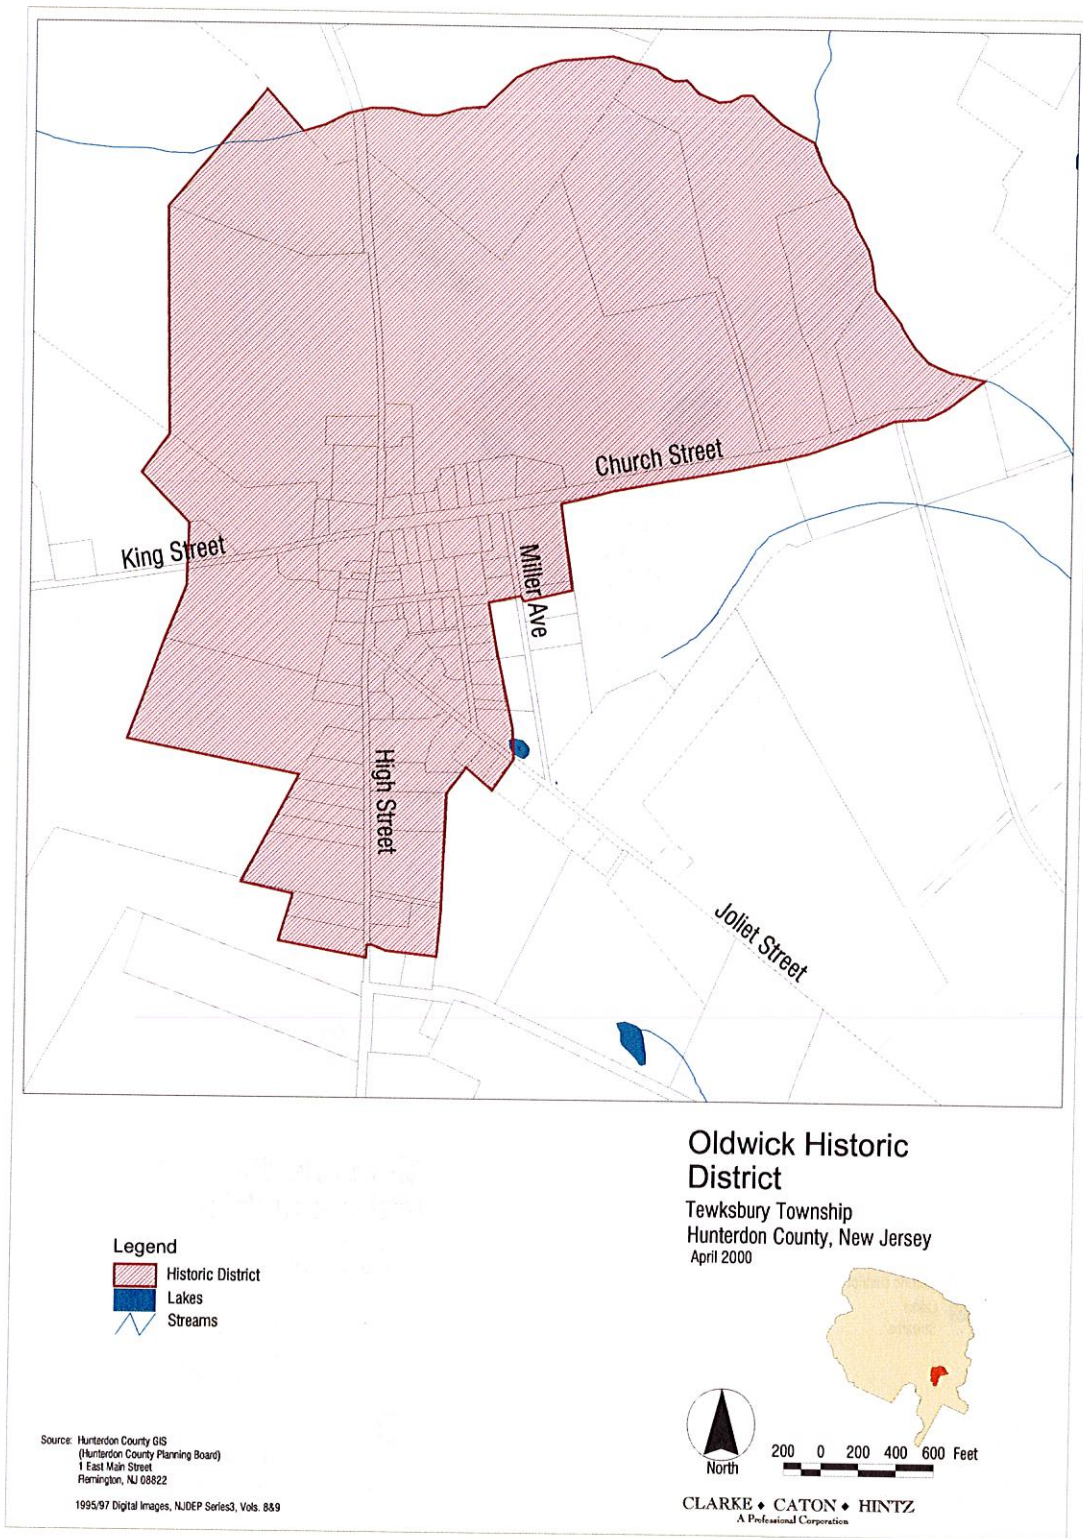 Church Street
King Street
Miller Ave
High Street
Joliet Street
Oldwick Historic
District
Tewksbury Township
Hunterdon County, New Jersey
April 2000
Legend
Historic District
Lakes
Streams
Source: Hunterdon County GIS
(Hunterdon County Planning Board)
1 East Main Street
Flemington, NJ 08822
1995/97 Digital Images, NJDEP Series3, Vols. 8&9
North
200 0 200 400 600 Feet
CLARKE ♦ CATON ♦ HINTZ
A Professional Corporation